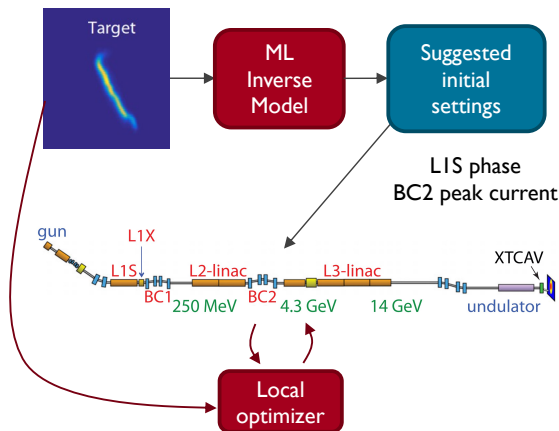 Target
ML
Inverse
Model
Suggested
initial
settings
L1S phase
BC2 peak current
gun
L1X
L1S
BC1
L2-linac
BC2
L3-linac
XTCAV
250 MeV
4.3 GeV
14 GeV
undulator
Local
optimizer